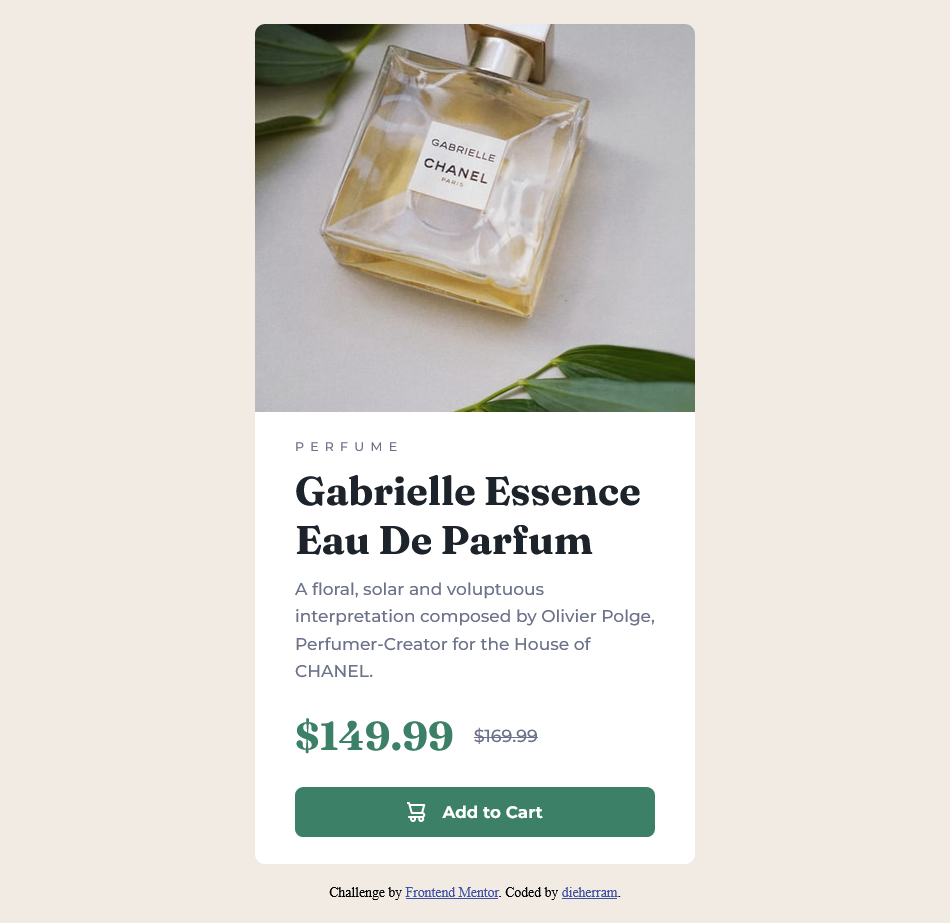 GABRIELLE
CHANEL
PARIS
PERFUME
Gabrielle Essence
Eau De Parfum
A floral, solar and voluptuous
interpretation composed by Olivier Polge,
Perfumer-Creator for the House of
CHANEL.
$149.99 $169.99
Add to Cart
Challenge by Frontend Mentor. Coded by dieherram.